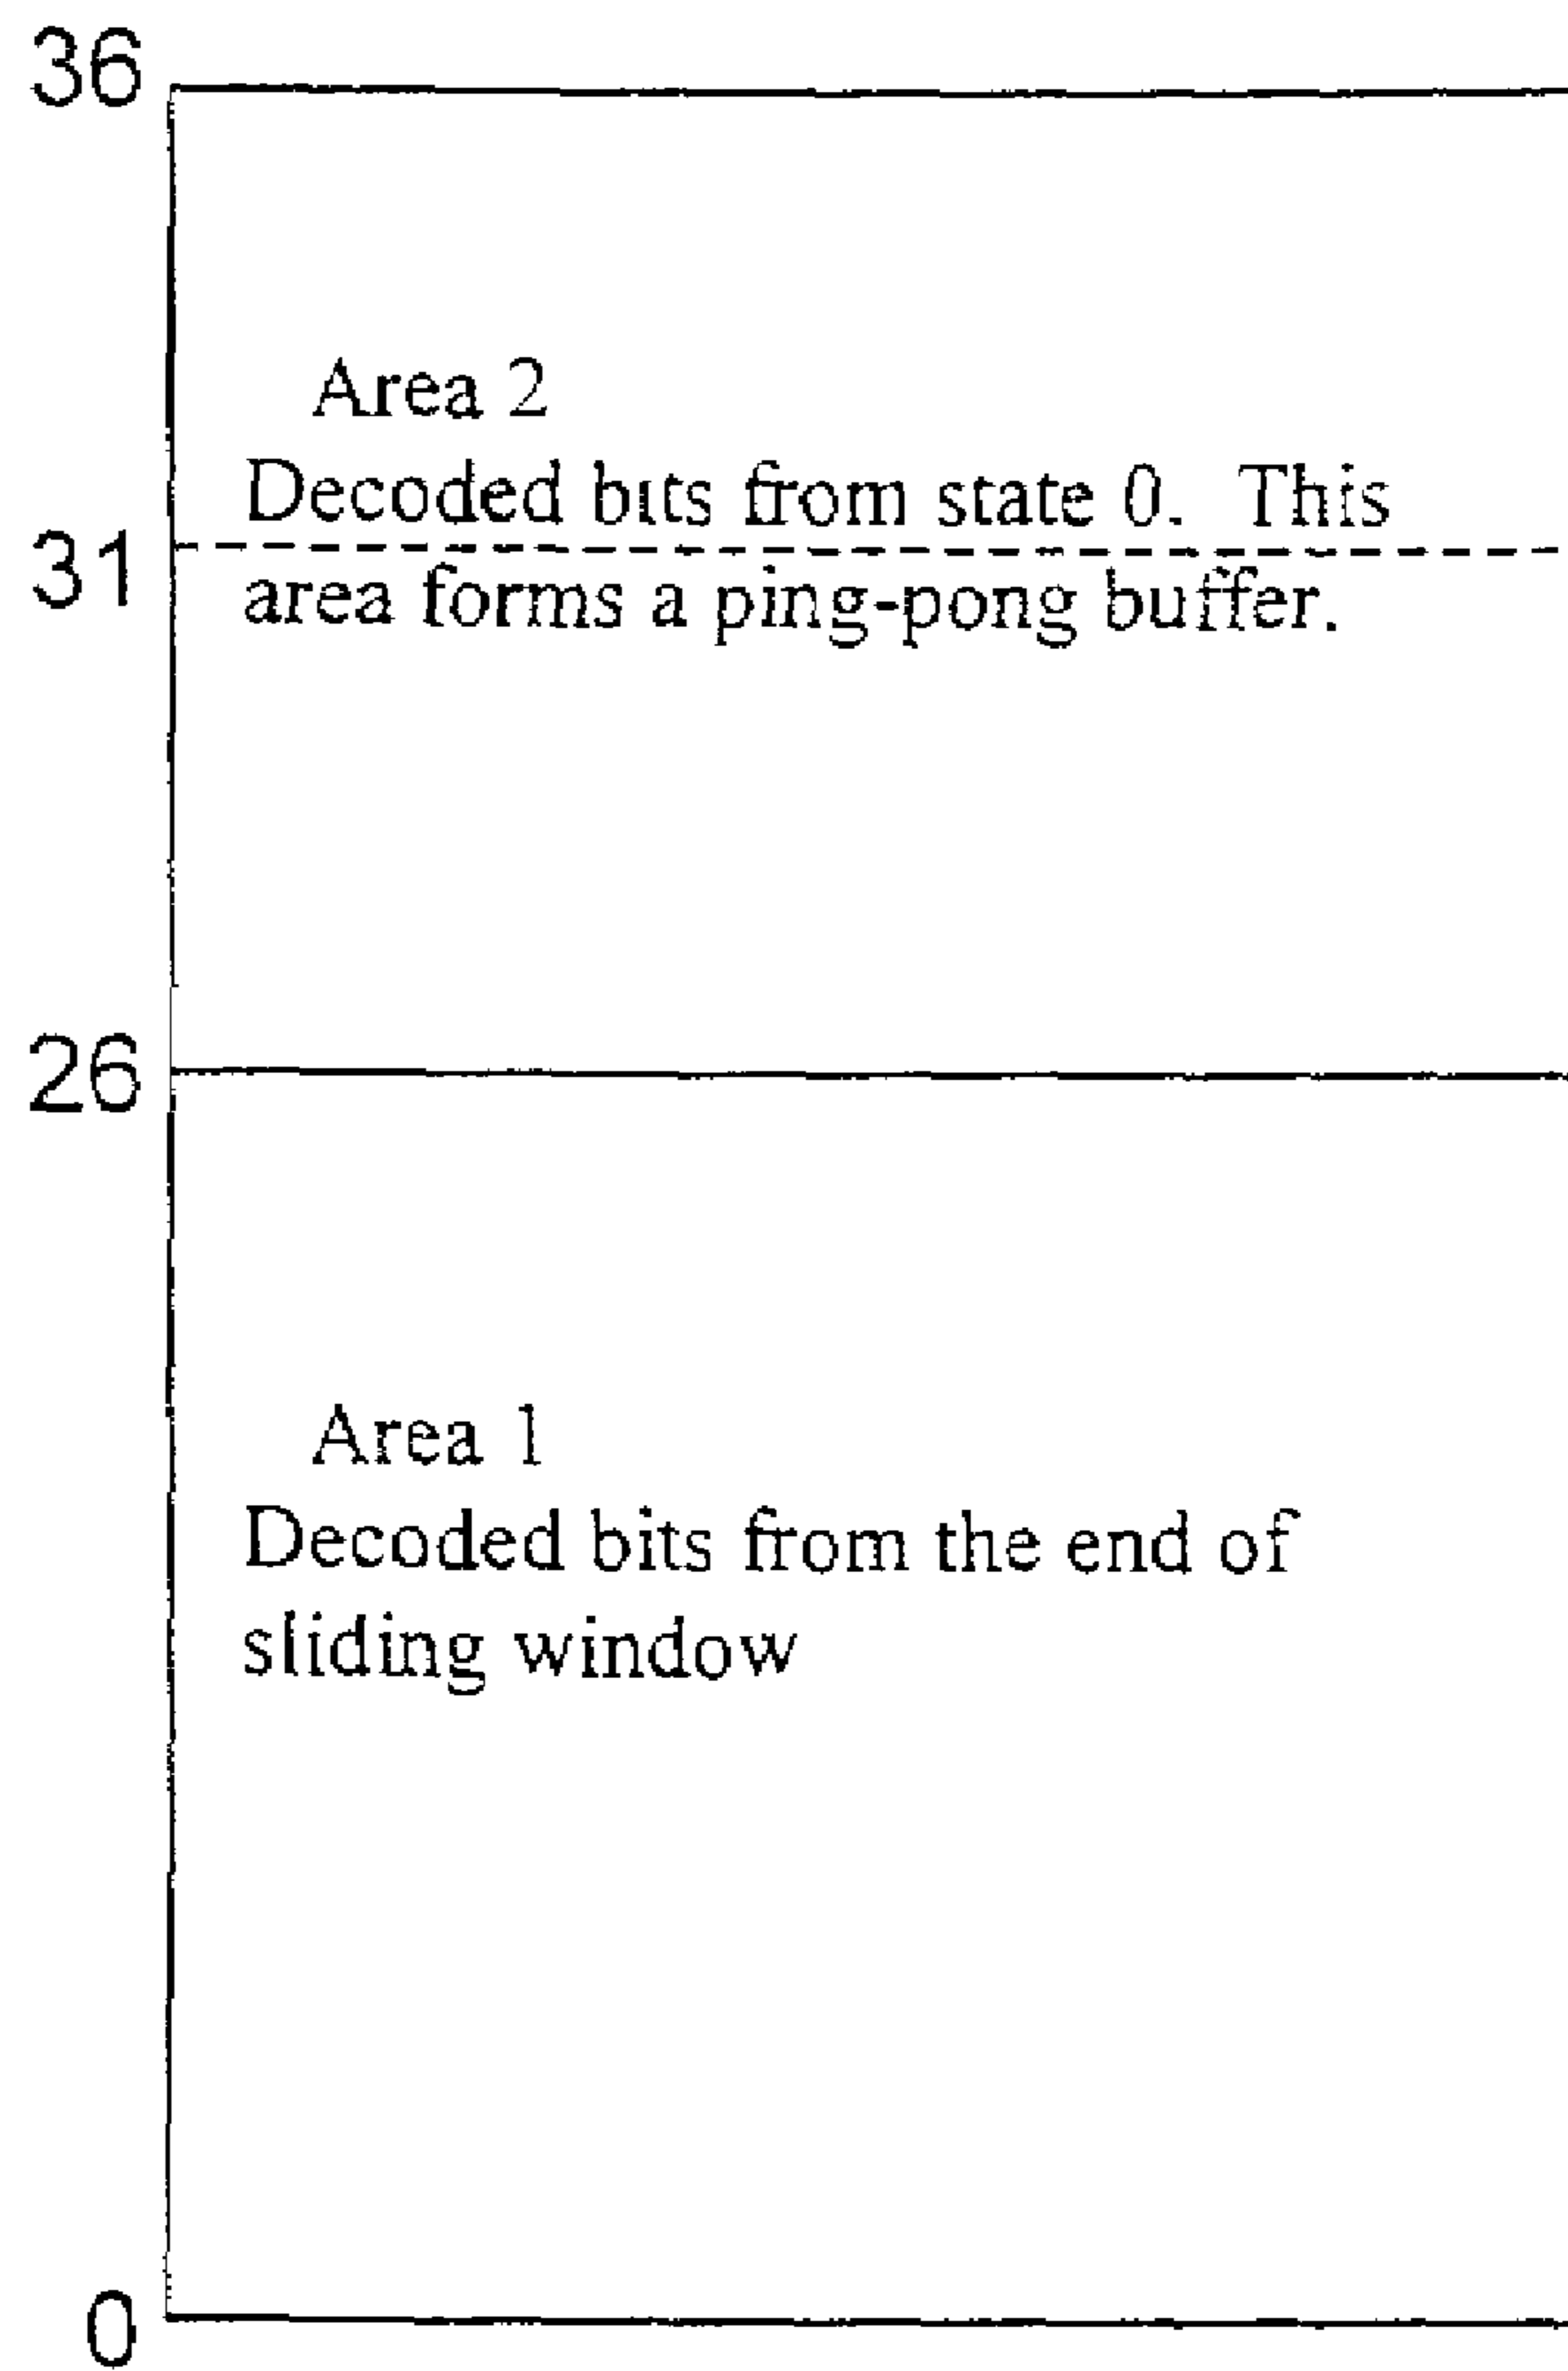 36
Area 2
Decoded bits from state 0. This
31
area forms a ping-pong buffer.
26
Area 1
Decoded bits from the end of
sliding window
0